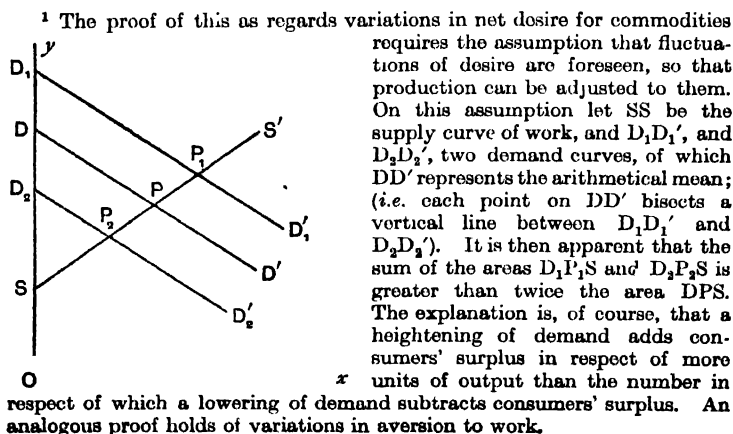 ¹ The proof of this as regards variations in net desire for commodities
requires the assumption that fluctua-
tions of desire are foreseen, so that
production can be adjusted to them.
On this assumption let SS be the
supply curve of work, and D₁D₁′, and
D₂D₂′, two demand curves, of which
DD′ represents the arithmetical mean;
(i.e. each point on DD′ bisects a
vertical line between D₁D₁′ and
D₂D₂′). It is then apparent that the
sum of the areas D₁P₁S and D₂P₂S is
greater than twice the area DPS.
The explanation is, of course, that a
heightening of demand adds con-
sumers' surplus in respect of more
units of output than the number in
respect of which a lowering of demand subtracts consumers' surplus. An
analogous proof holds of variations in aversion to work.
y
D₁
D
D₂
S
O
x
P₁
P
P₂
S′
D₁′
D′
D₂′